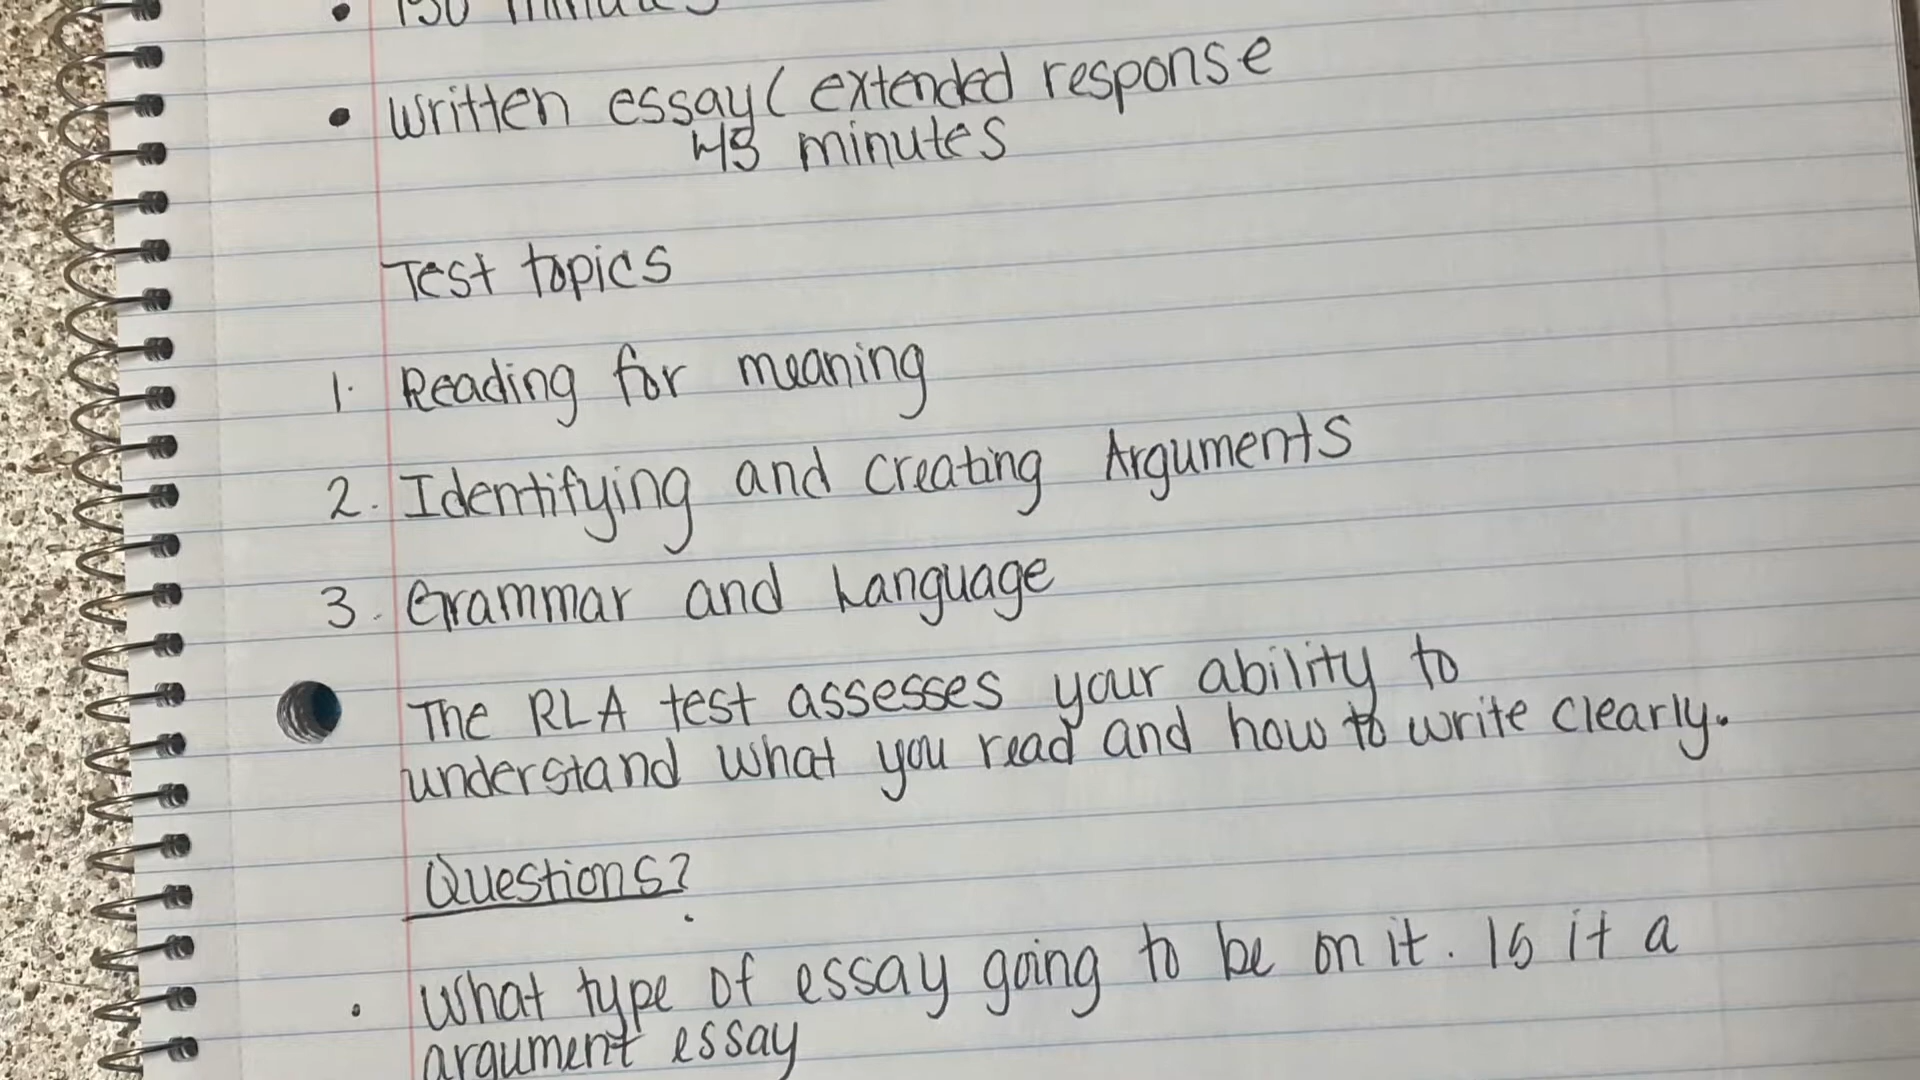 • 150 minutes
• Written essay( extended response
45 minutes
Test topics
1. Reading for meaning
2. Identifying and creating Arguments
3. Grammar and Language
The RLA test assesses your ability to
understand what you read and how to write clearly.
Questions?
• What type of essay going to be on it. Is it a
argument essay